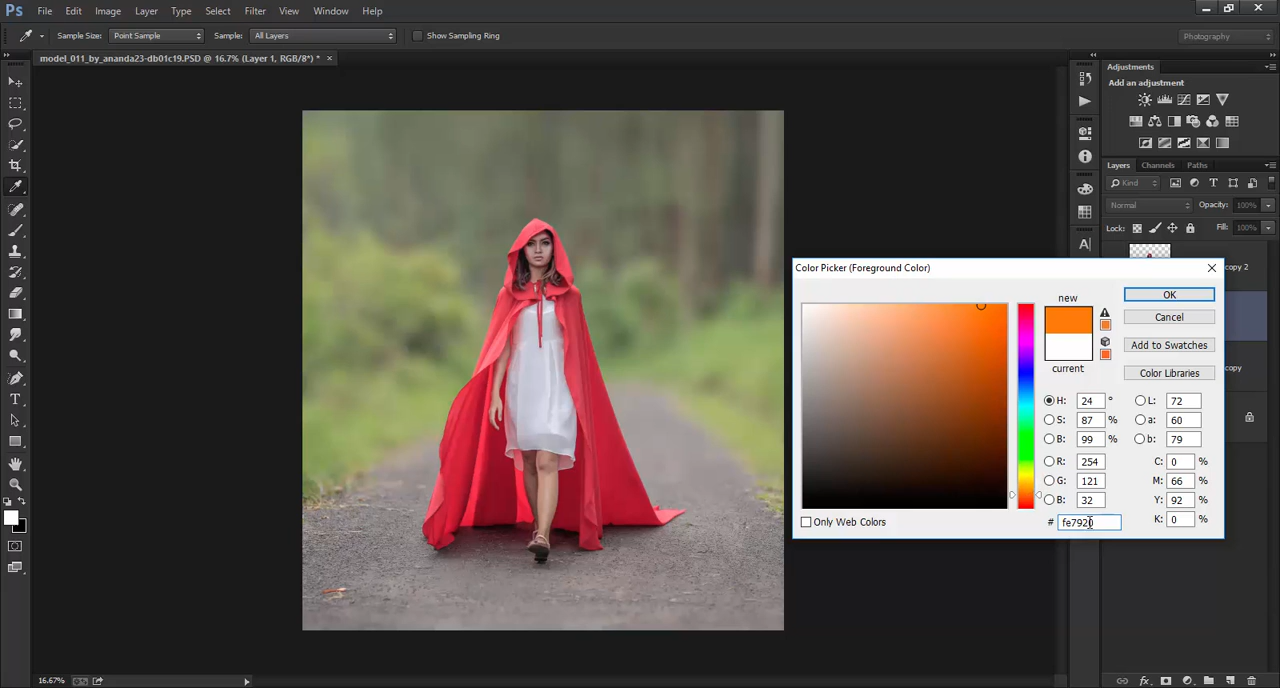 Ps File Edit Image Layer Type Select Filter View Window Help
Sample Size: Point Sample Sample: All Layers Show Sampling Ring Photography
model_011_by_ananda23-db01c19.PSD @ 16.7% (Layer 1, RGB/8*) * ×
Adjustments
Add an adjustment
Layers Channels Paths
Kind
Normal Opacity: 100%
Lock: Fill: 100%
copy 2
copy
Color Picker (Foreground Color)
new
current
OK
Cancel
Add to Swatches
Color Libraries
H: 24 ° L: 72
S: 87 % a: 60
B: 99 % b: 79
R: 254 C: 0 %
G: 121 M: 66 %
B: 32 Y: 92 %
Only Web Colors # fe7920 K: 0 %
16.67%